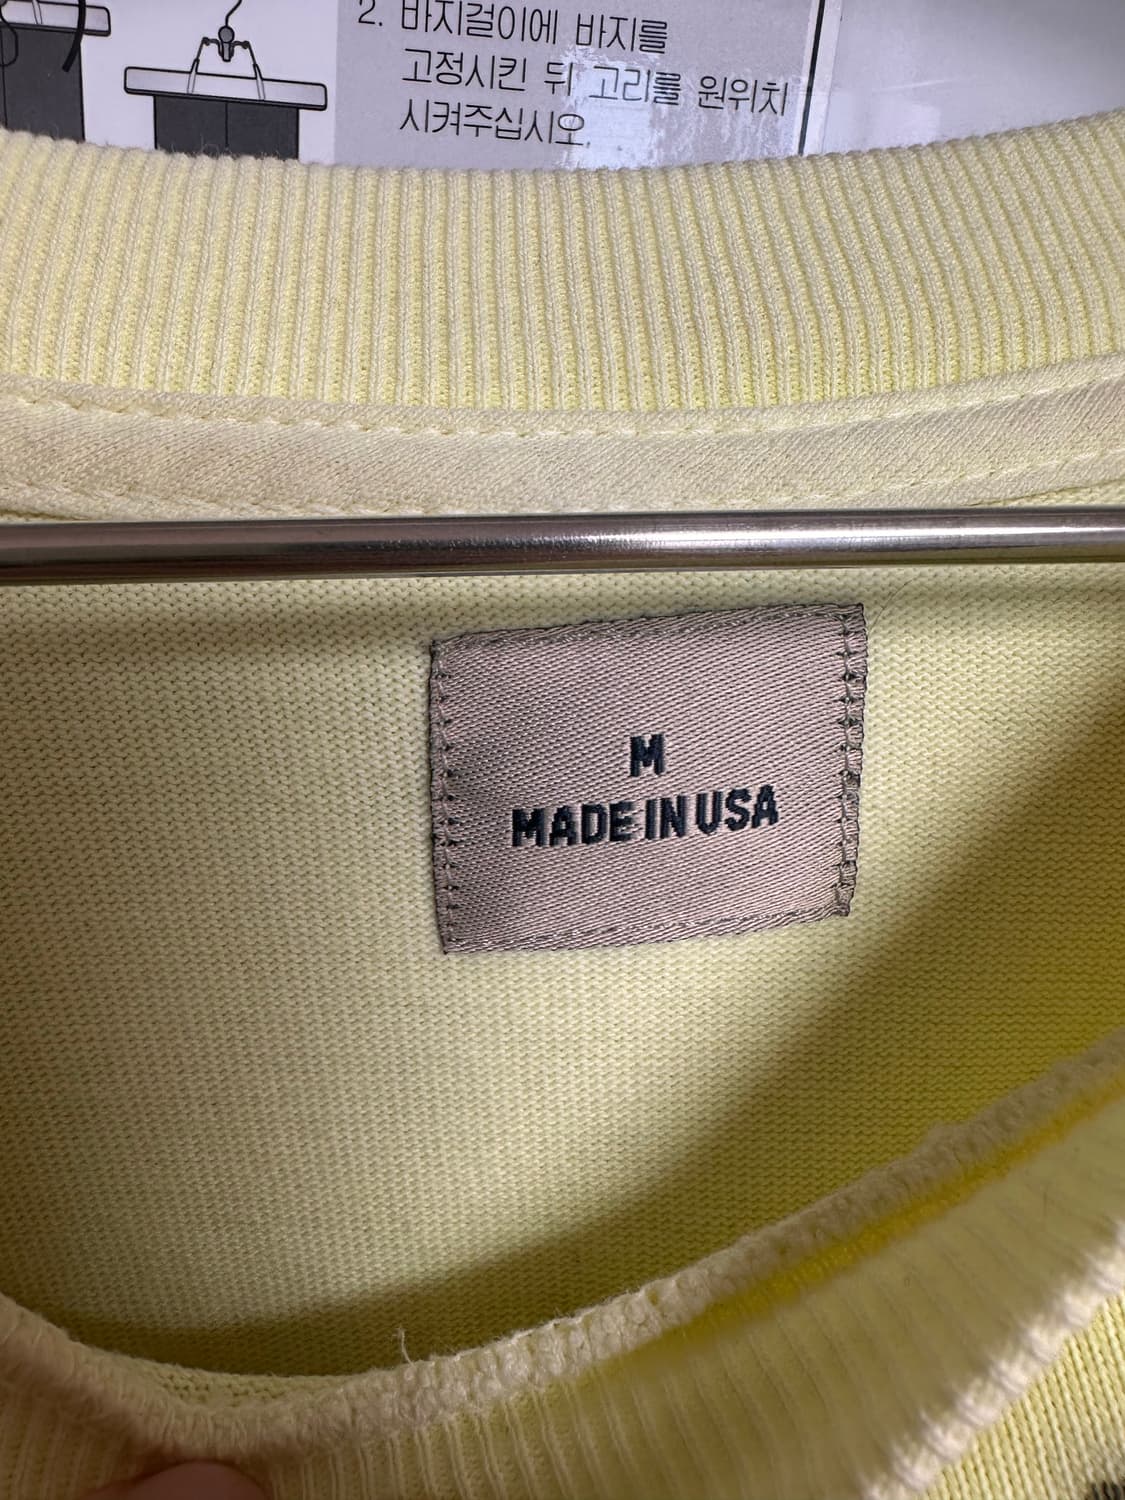 2. 바지걸이에 바지를
고정시킨 뒤 고리를 원위치
시켜주십시오.
M
MADE IN USA